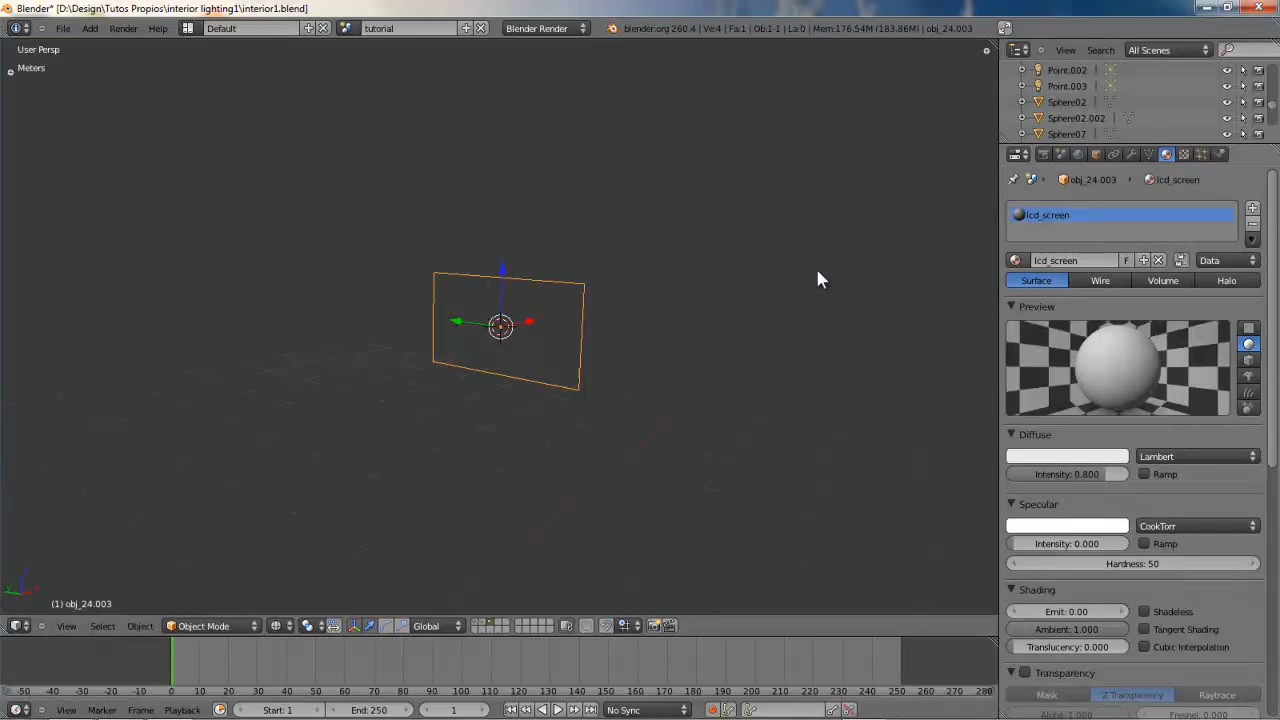 Blender* [D:\Design\Tutos Propios\interior lighting1\interior1.blend]
File Add Render Help Default tutorial Blender Render blender.org 260.4 | Ve:4 | Fa:1 | Ob:1-1 | La:0 | Mem:176.54M (183.86M) | obj_24.003
User Persp
Meters
(1) obj_24.003
View Select Object Object Mode Global
-50 -40 -30 -20 -10 0 10 20 30 40 50 60 70 80 90 100 110 120 130 140 150 160 170 180 190 200 210 220 230 240 250 260 270 280
View Marker Frame Playback Start: 1 End: 250 1 No Sync
View Search All Scenes
Point.002
Point.003
Sphere02
Sphere02.002
Sphere07
obj_24.003 lcd_screen
lcd_screen
lcd_screen F Data
Surface Wire Volume Halo
Preview
Diffuse
Lambert
Intensity: 0.800 Ramp
Specular
CookTorr
Intensity: 0.000 Ramp
Hardness: 50
Shading
Emit: 0.00 Shadeless
Ambient: 1.000 Tangent Shading
Translucency: 0.000 Cubic Interpolation
Transparency
Mask Z Transparency Raytrace
Alpha: 1.000 Fresnel: 0.000